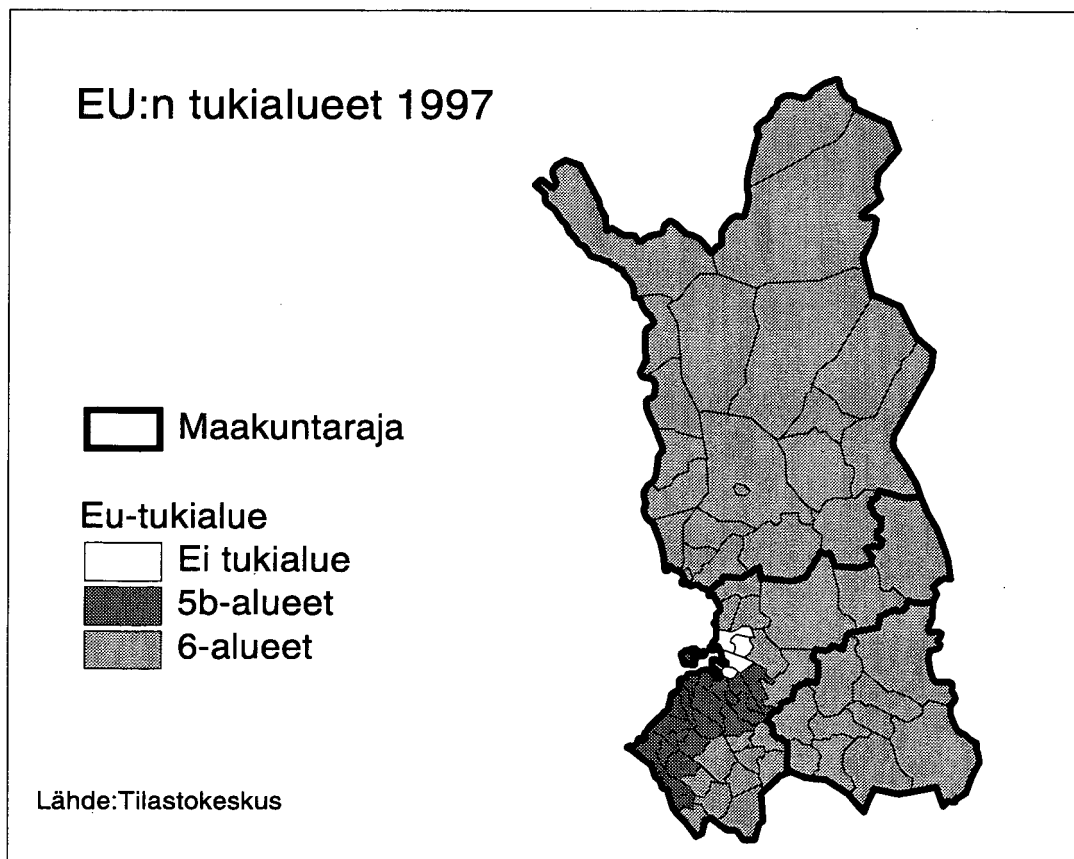 EU:n tukialueet 1997
Maakuntaraja
Eu-tukialue
Ei tukialue
5b-alueet
6-alueet
Lähde:Tilastokeskus